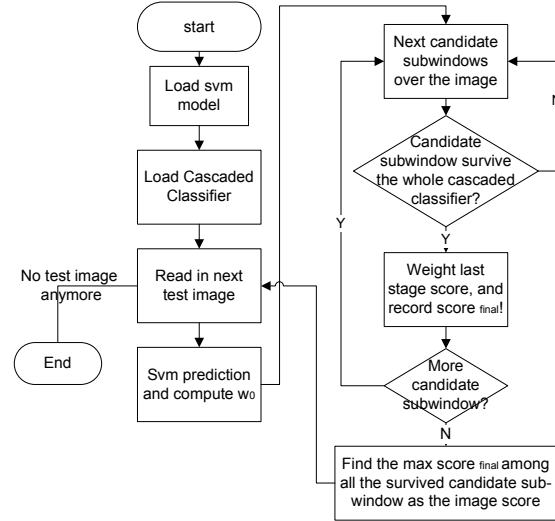 start
Load svm
model
Load Cascaded
Classifier
Read in next
test image
No test image
anymore
End
Svm prediction
and compute w₀
Next candidate
subwindows
over the image
N
Candidate
subwindow survive
the whole cascaded
classifier?
Y
Y
Weight last
stage score, and
record score final!
More
candidate
subwindow?
N
Find the max score final among
all the survived candidate sub-
window as the image score